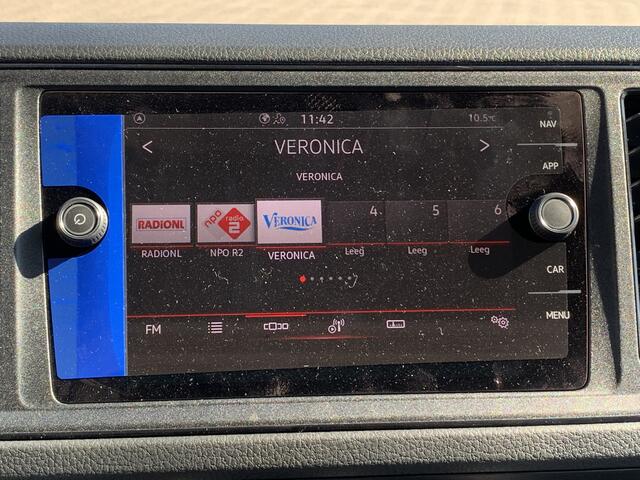 11:42 10.5°C
NAV
< VERONICA >
APP
VERONICA
RADIONL npo radio 2 VERONICA 4 5 6
RADIONL NPO R2 VERONICA Leeg Leeg Leeg
CAR
MENU
FM